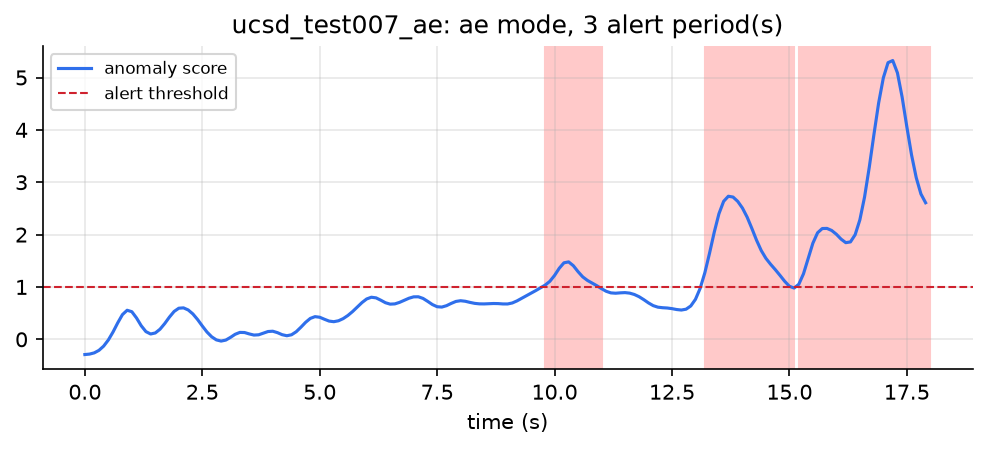 ucsd_test007_ae: ae mode, 3 alert period(s)
anomaly score
alert threshold
5
4
3
2
1
0
0.0 2.5 5.0 7.5 10.0 12.5 15.0 17.5
time (s)